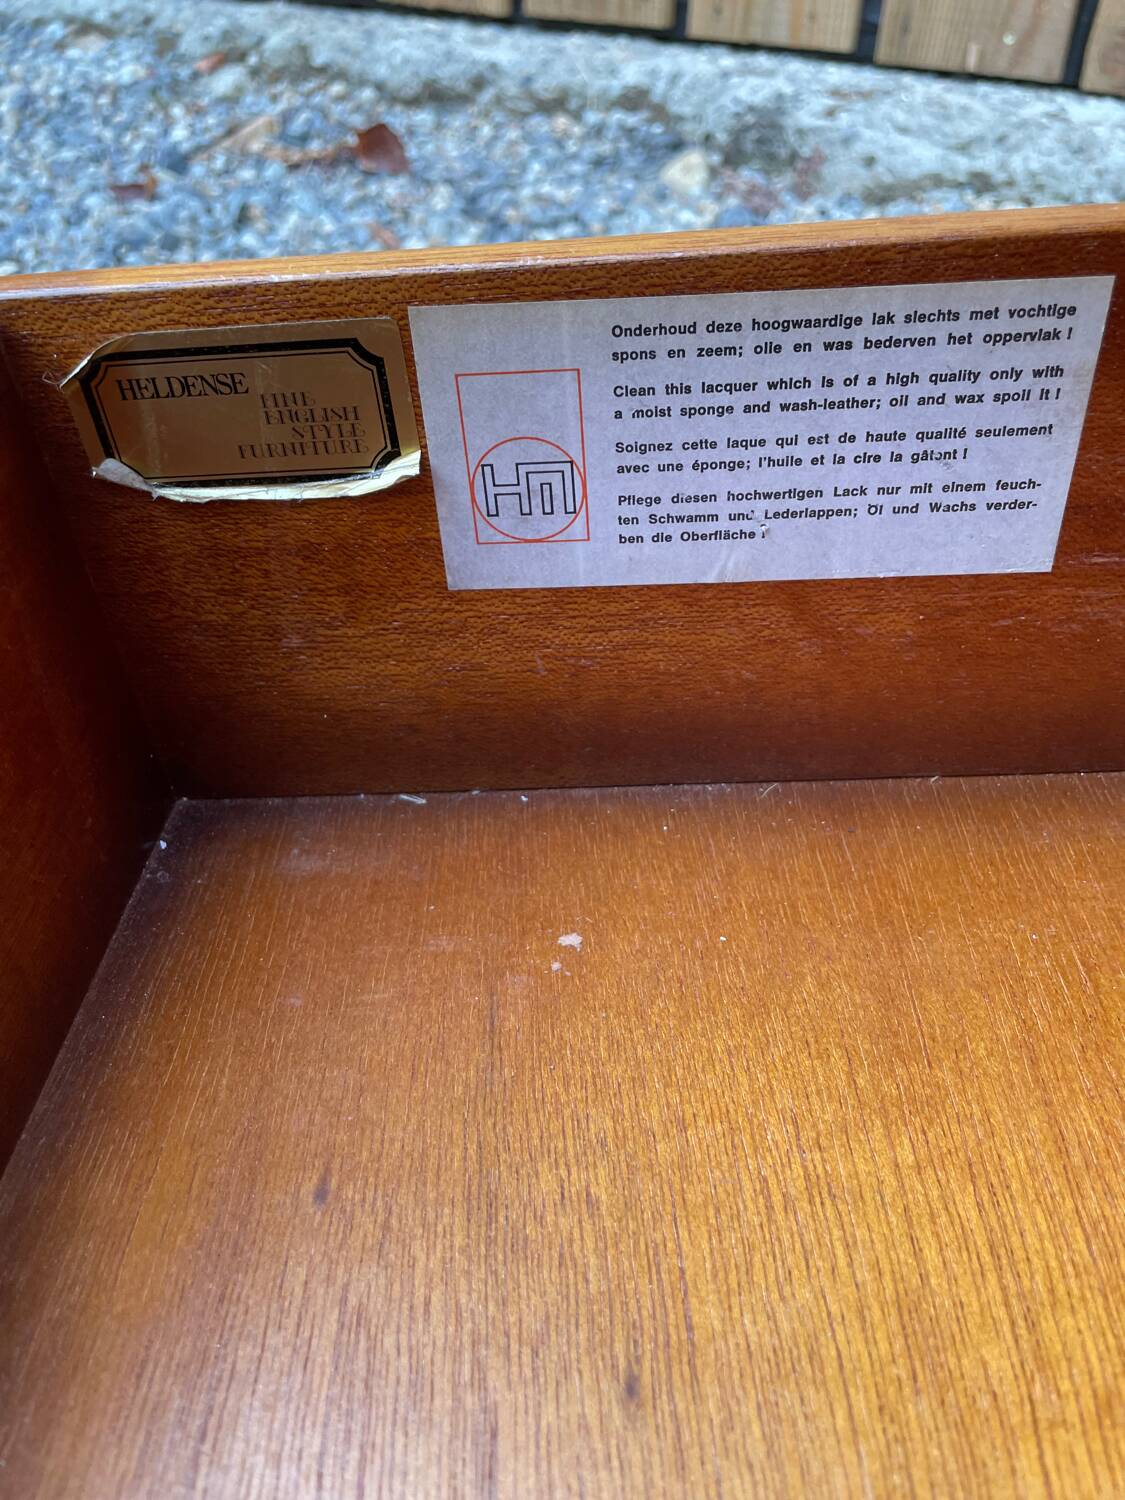 HELDENSE
FINE
ENGLISH
STYLE
FURNITURE
Onderhoud deze hoogwaardige lak slechts met vochtige
spons en zeem; olie en was bederven het oppervlak !
Clean this lacquer which is of a high quality only with
a moist sponge and wash-leather; oil and wax spoil it !
Soignez cette laque qui est de haute qualité seulement
avec une éponge; l'huile et la cire la gâtont !
Pflege diesen hochwertigen Lack nur mit einem feuch-
ten Schwamm und Lederlappen; Öl und Wachs verder-
ben die Oberfläche !